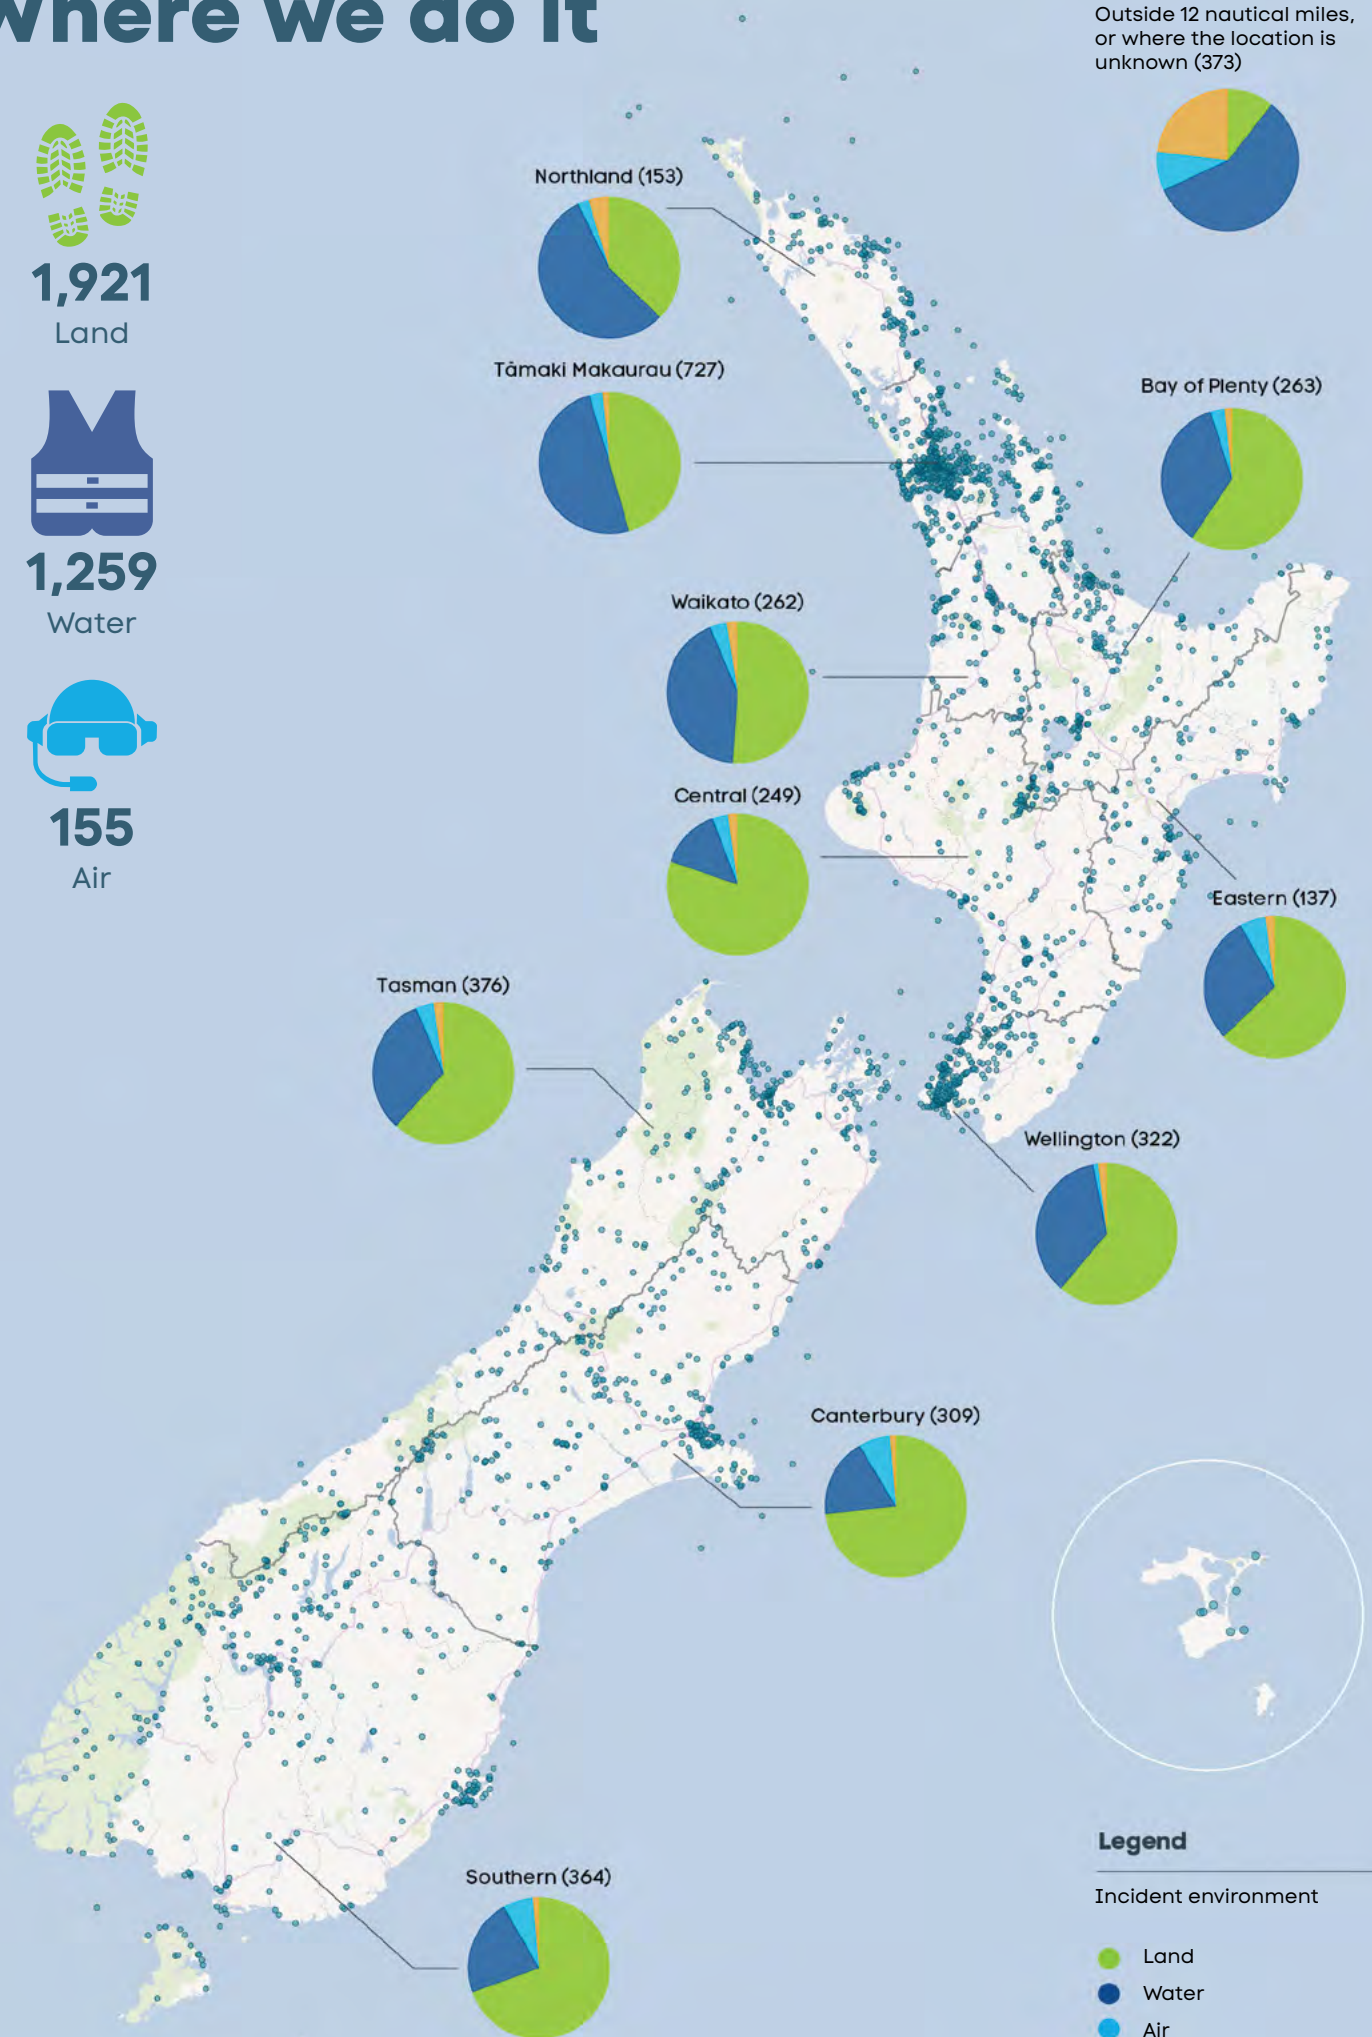 Where we do it
Outside 12 nautical miles,
or where the location is
unknown (373)
1,921
Land
1,259
Water
155
Air
Northland (153)
Tāmaki Makaurau (727)
Bay of Plenty (263)
Waikato (262)
Central (249)
Eastern (137)
Tasman (376)
Wellington (322)
Canterbury (309)
Southern (364)
Legend
Incident environment
Land
Water
Air